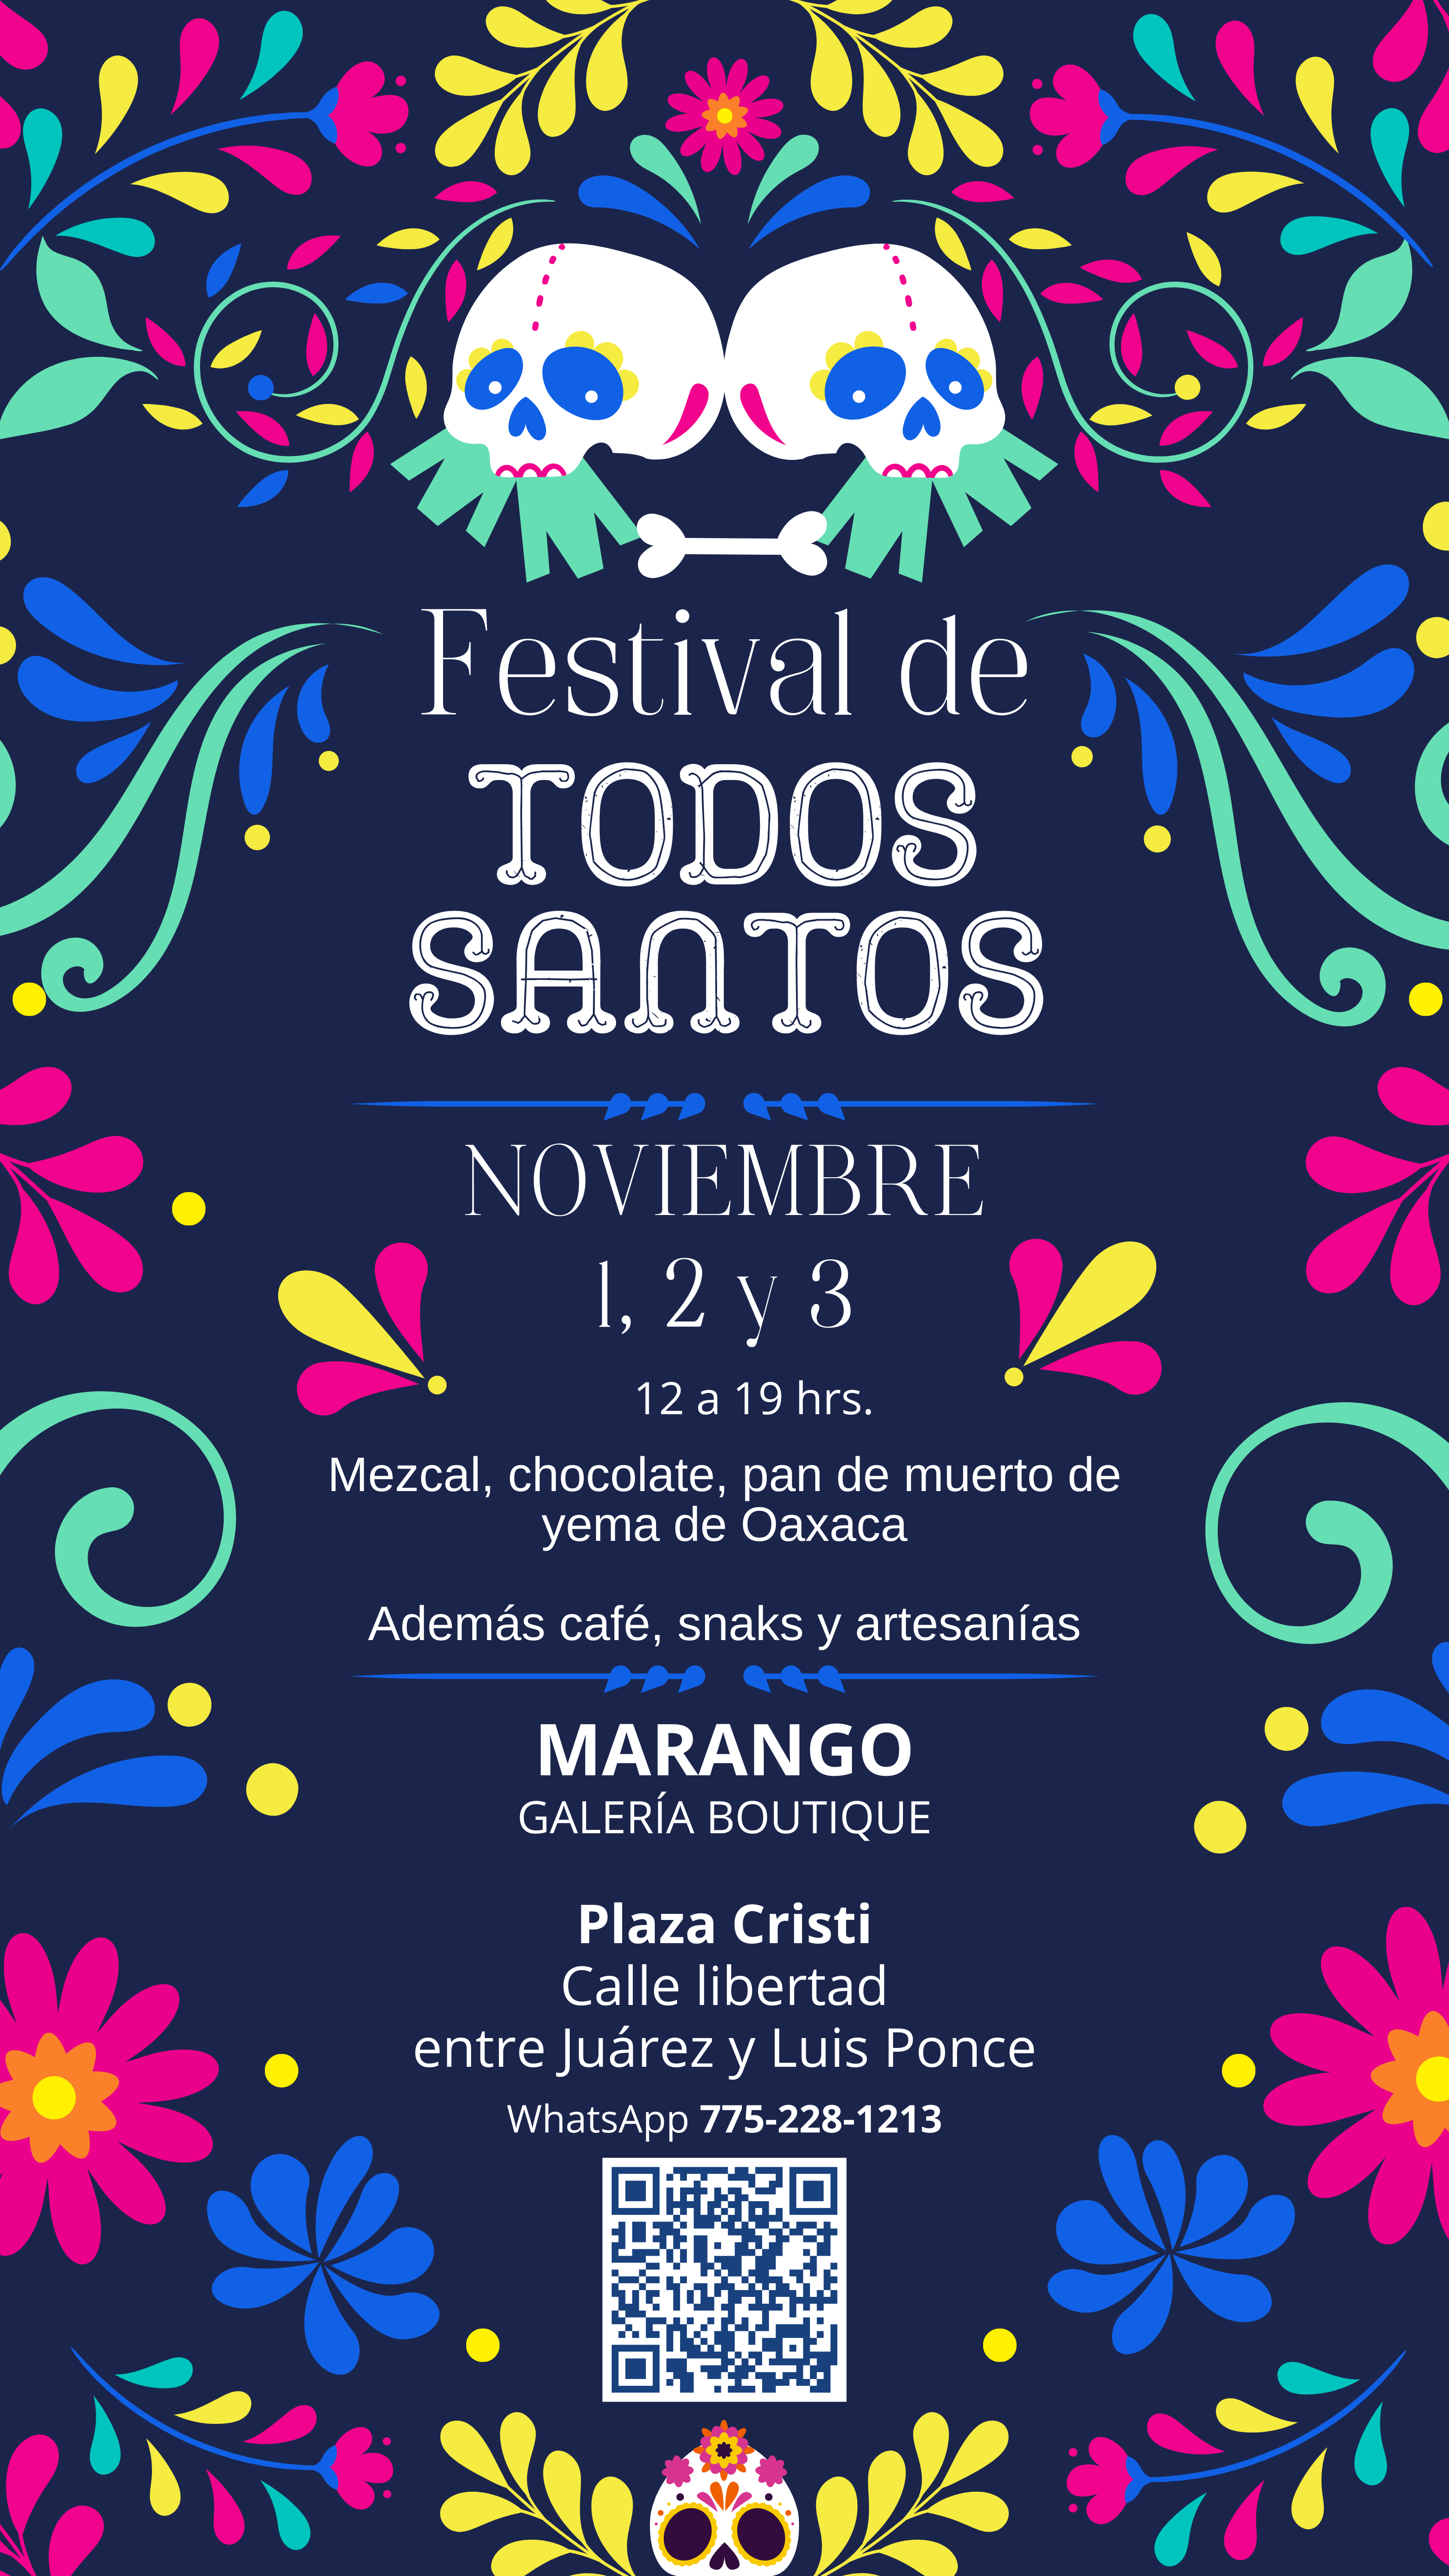 Festival de
TODOS
SANTOS
NOVIEMBRE
1, 2 y 3
12 a 19 hrs.
Mezcal, chocolate, pan de muerto de
yema de Oaxaca
Además café, snaks y artesanías
MARANGO
GALERÍA BOUTIQUE
Plaza Cristi
Calle libertad
entre Juárez y Luis Ponce
WhatsApp 775-228-1213